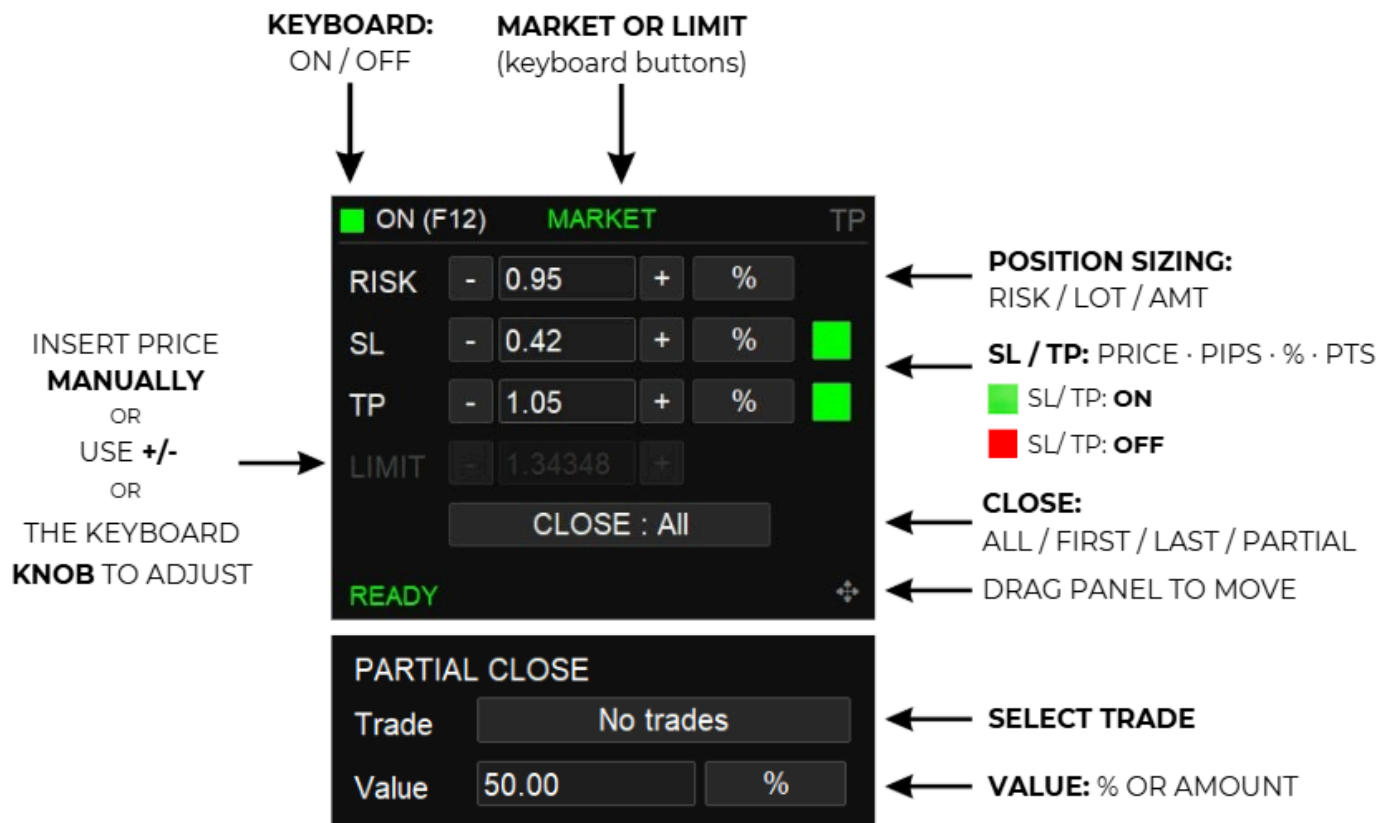 KEYBOARD:
ON / OFF
MARKET OR LIMIT
(keyboard buttons)
ON (F12) MARKET TP
RISK - 0.95 + %
SL - 0.42 + %
TP - 1.05 + %
LIMIT - 1.34348 +
CLOSE : All
READY
INSERT PRICE
MANUALLY
OR
USE +/-
OR
THE KEYBOARD
KNOB TO ADJUST
POSITION SIZING:
RISK / LOT / AMT
SL / TP: PRICE · PIPS · % · PTS
SL/ TP: ON
SL/ TP: OFF
CLOSE:
ALL / FIRST / LAST / PARTIAL
DRAG PANEL TO MOVE
PARTIAL CLOSE
Trade No trades
Value 50.00 %
SELECT TRADE
VALUE: % OR AMOUNT